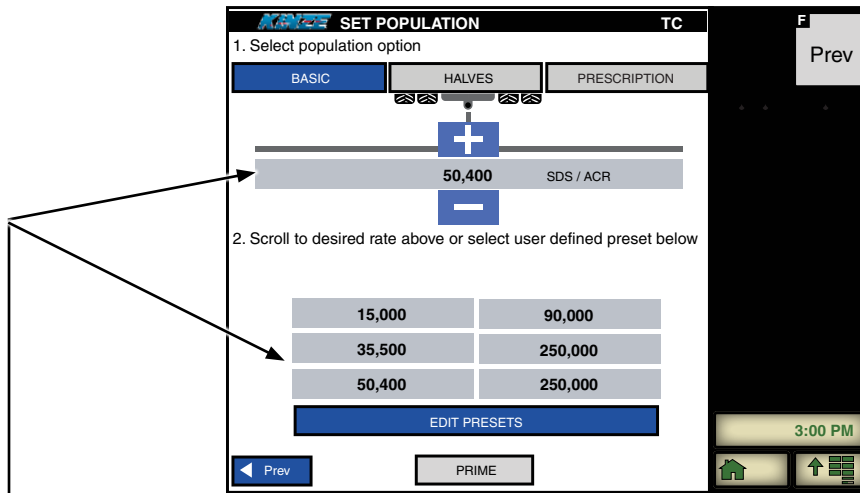 KINZE SET POPULATION TC
F
Prev
1. Select population option
BASIC HALVES PRESCRIPTION
50,400 SDS / ACR
2. Scroll to desired rate above or select user defined preset below
15,000 90,000
35,500 250,000
50,400 250,000
EDIT PRESETS
3:00 PM
Prev PRIME